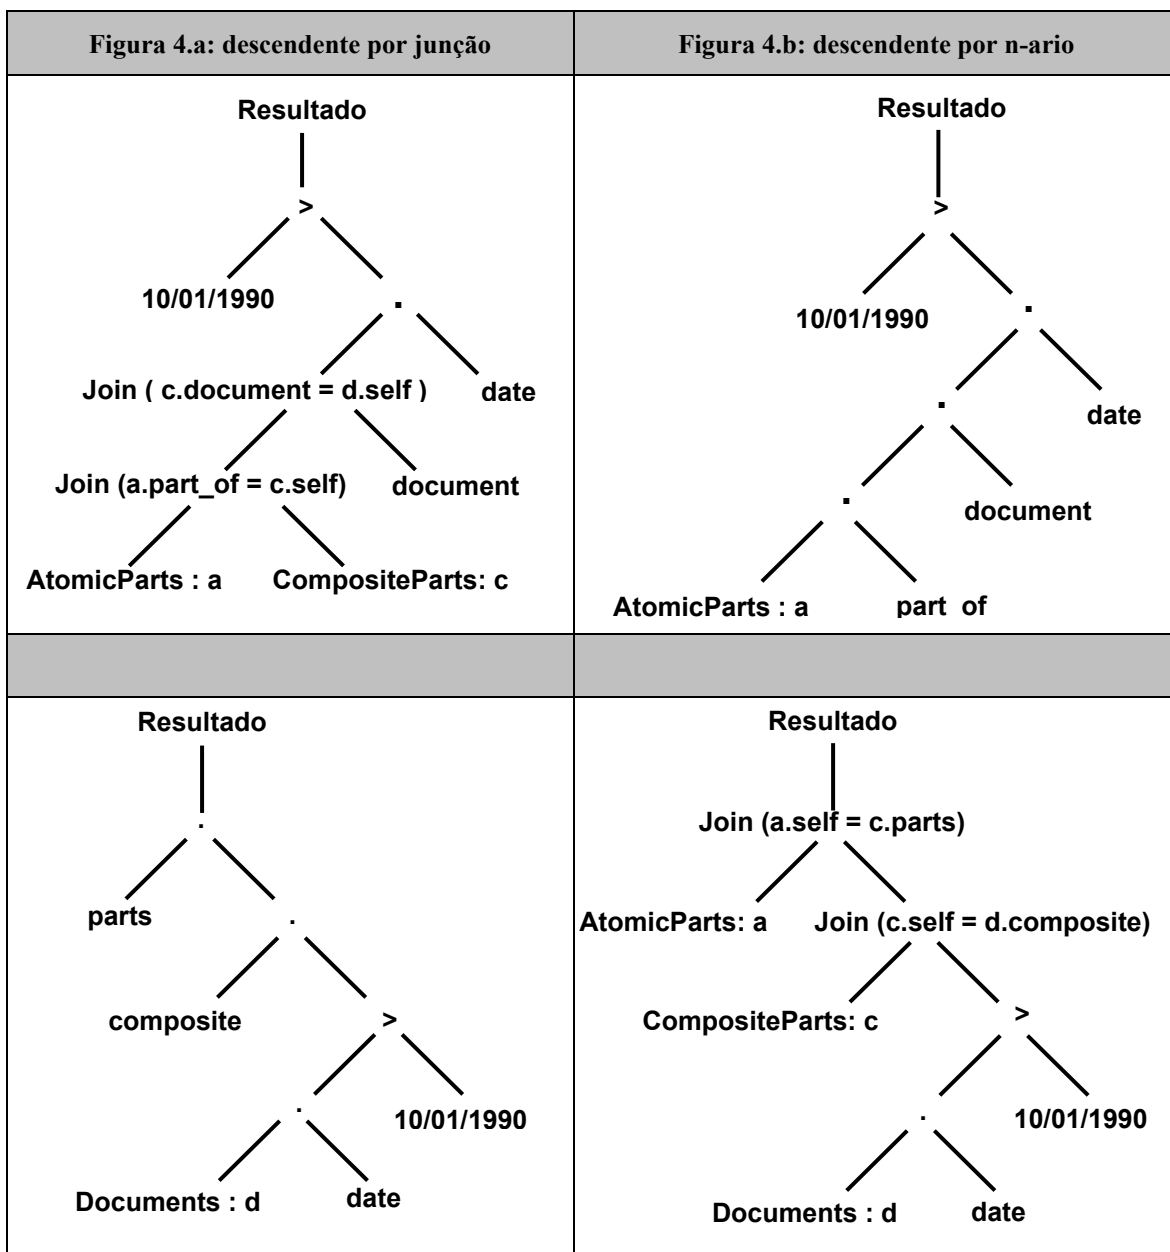 Figura 4.a: descendente por junção
Figura 4.b: descendente por n-ario
Resultado
>
10/01/1990
.
Join ( c.document = d.self )
date
Join (a.part_of = c.self)
document
AtomicParts : a
CompositeParts: c
Resultado
>
10/01/1990
.
.
date
.
document
AtomicParts : a
part_of
Resultado
.
parts
.
composite
>
.
10/01/1990
Documents : d
date
Resultado
Join (a.self = c.parts)
AtomicParts: a
Join (c.self = d.composite)
CompositeParts: c
>
.
10/01/1990
Documents : d
date